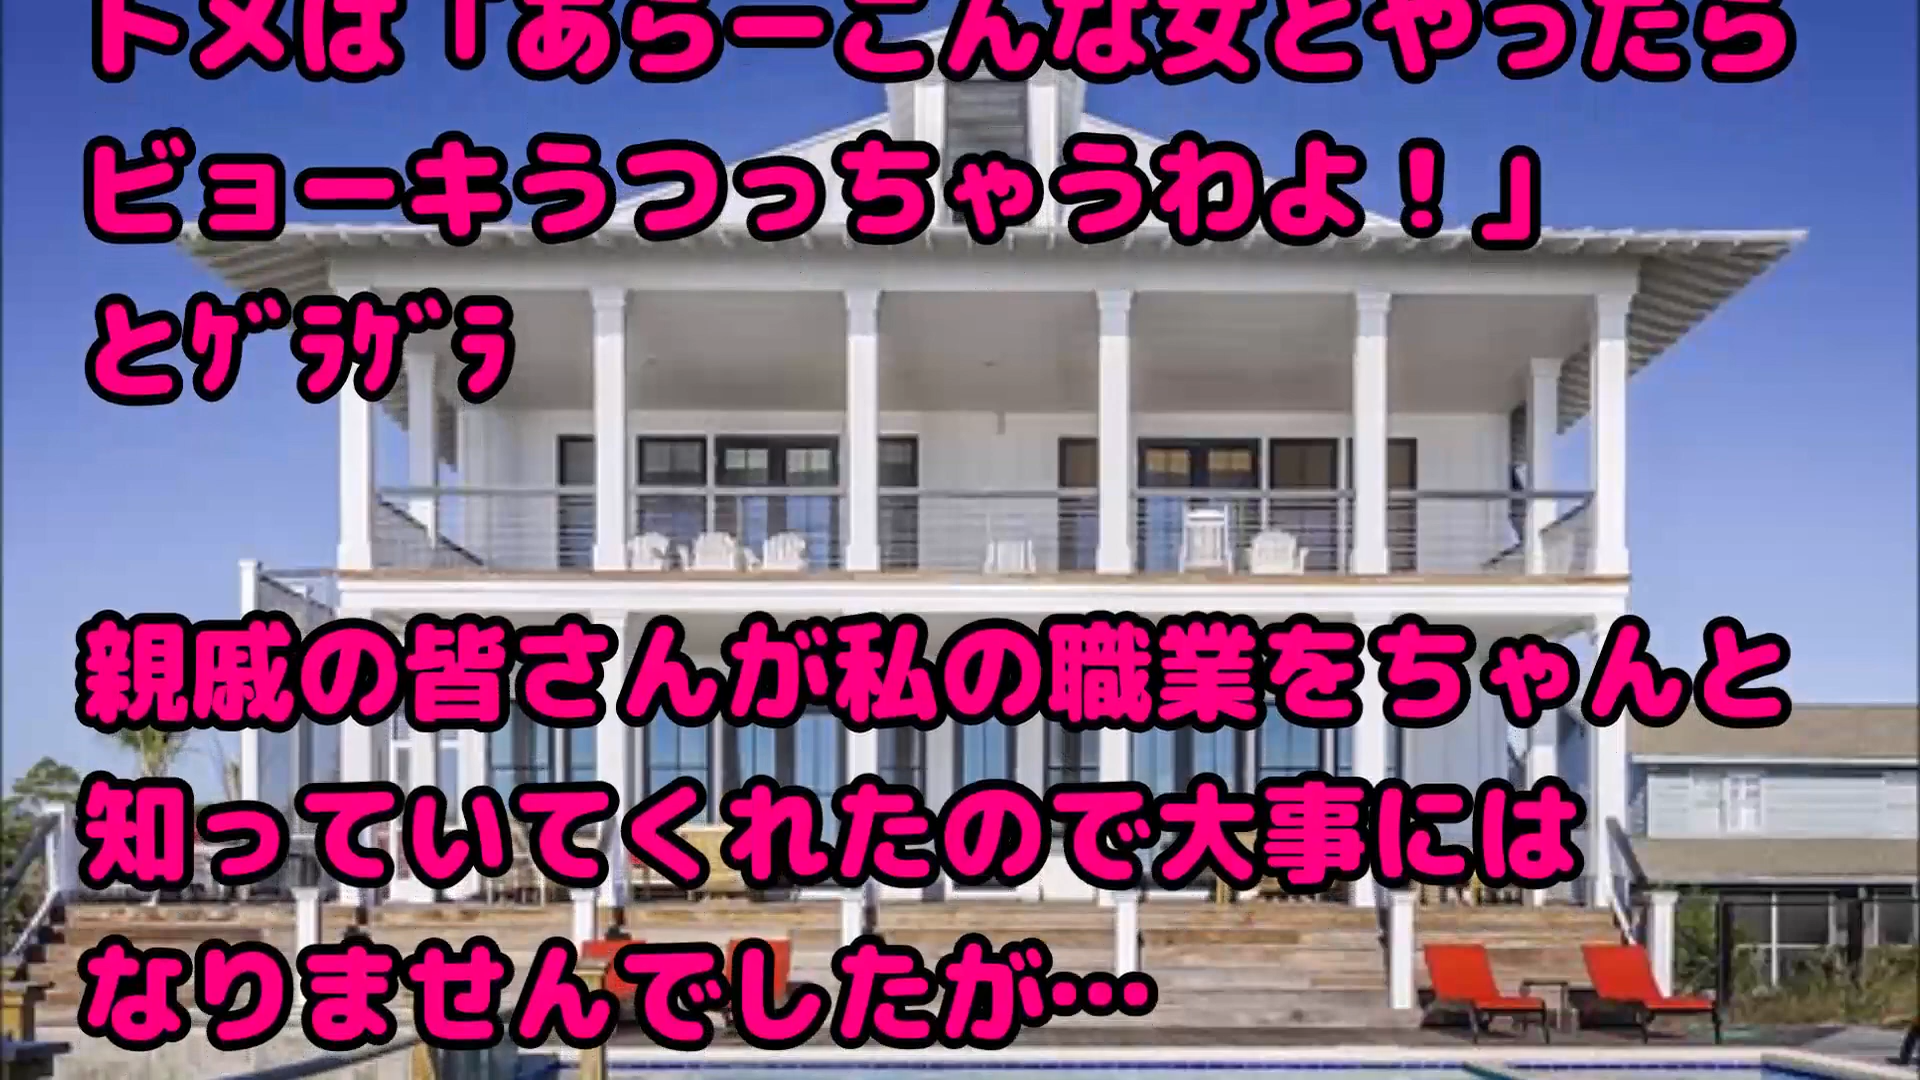 トメは「あらーこんな女とやったら
ビョーキうつっちゃうわよ！」
とｹﾞﾗｹﾞﾗ
親戚の皆さんが私の職業をちゃんと
知っていてくれたので大事には
なりませんでしたが…